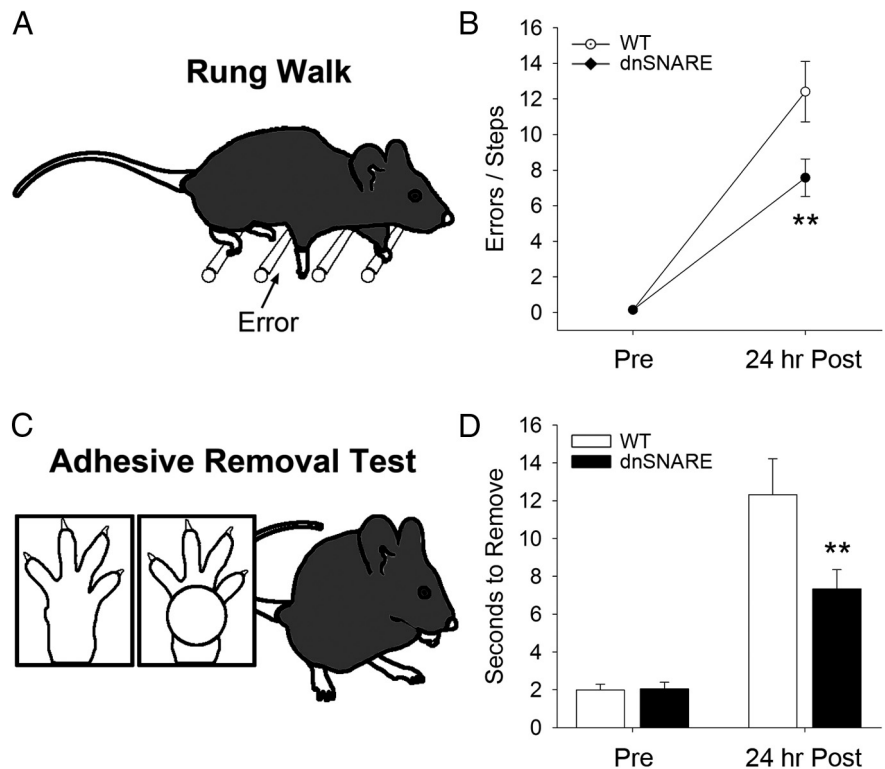 A
Rung Walk
Error
B
16
14
12
10
8
6
4
2
0
Errors / Steps
WT
dnSNARE
**
Pre
24 hr Post
C
Adhesive Removal Test
D
16
14
12
10
8
6
4
2
0
Seconds to Remove
WT
dnSNARE
**
Pre
24 hr Post